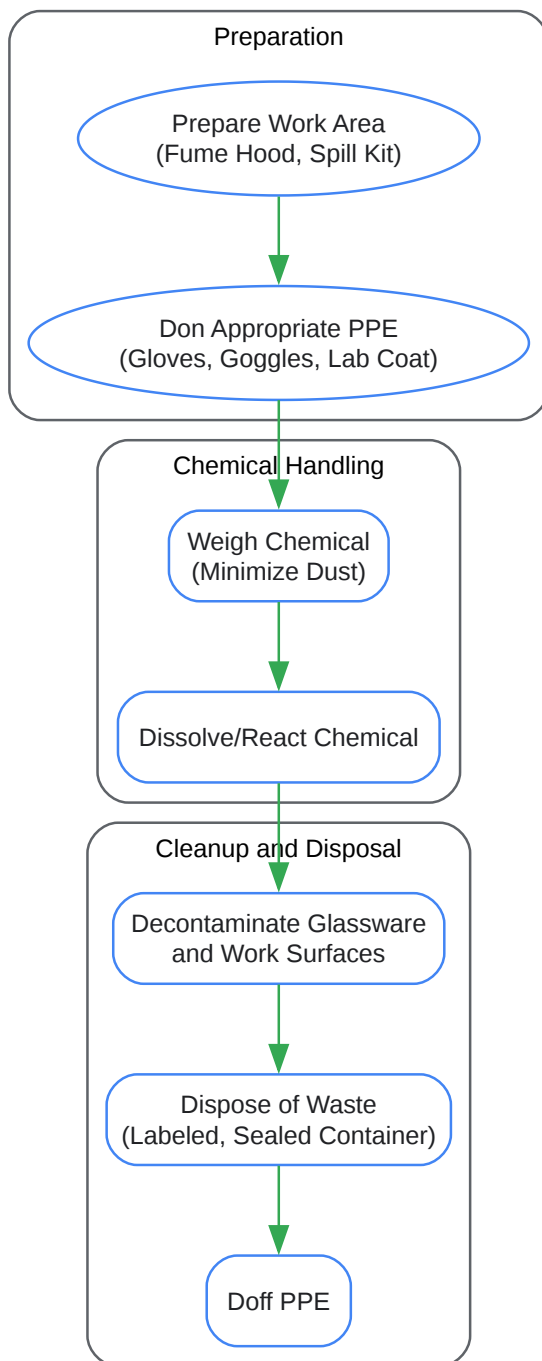 Preparation
Prepare Work Area
(Fume Hood, Spill Kit)
Don Appropriate PPE
(Gloves, Goggles, Lab Coat)
Chemical Handling
Weigh Chemical
(Minimize Dust)
Dissolve/React Chemical
Cleanup and Disposal
Decontaminate Glassware
and Work Surfaces
Dispose of Waste
(Labeled, Sealed Container)
Doff PPE